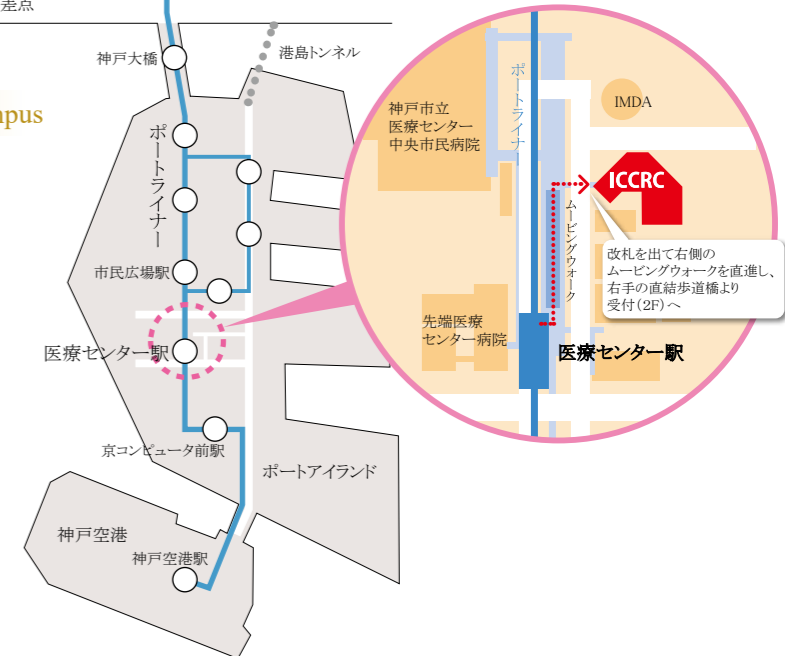 差点
神戸大橋
港島トンネル
mpus
ポートライナー
市民広場駅
医療センター駅
京コンピュータ前駅
ポートアイランド
神戸空港
神戸空港駅
ポートライナー
神戸市立
医療センター
中央市民病院
IMDA
ICCRC
ムービングウォーク
改札を出て右側の
ムービングウォークを直進し、
右手の直結歩道橋より
受付（2F）へ
先端医療
センター病院
医療センター駅